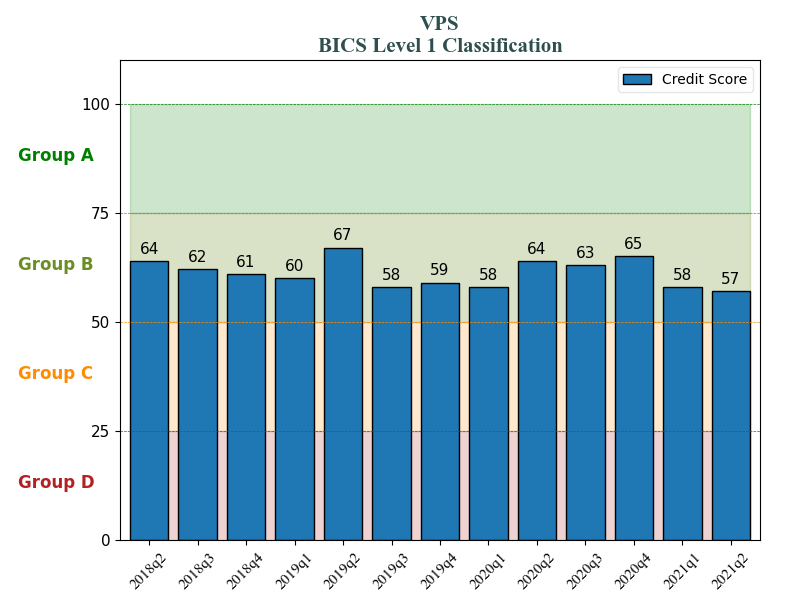 VPS
BICS Level 1 Classification
Credit Score
100
Group A
75
67
64
62
61
60
58
59
58
64
63
65
58
57
Group B
50
Group C
25
Group D
0
2018q2
2018q3
2018q4
2019q1
2019q2
2019q3
2019q4
2020q1
2020q2
2020q3
2020q4
2021q1
2021q2